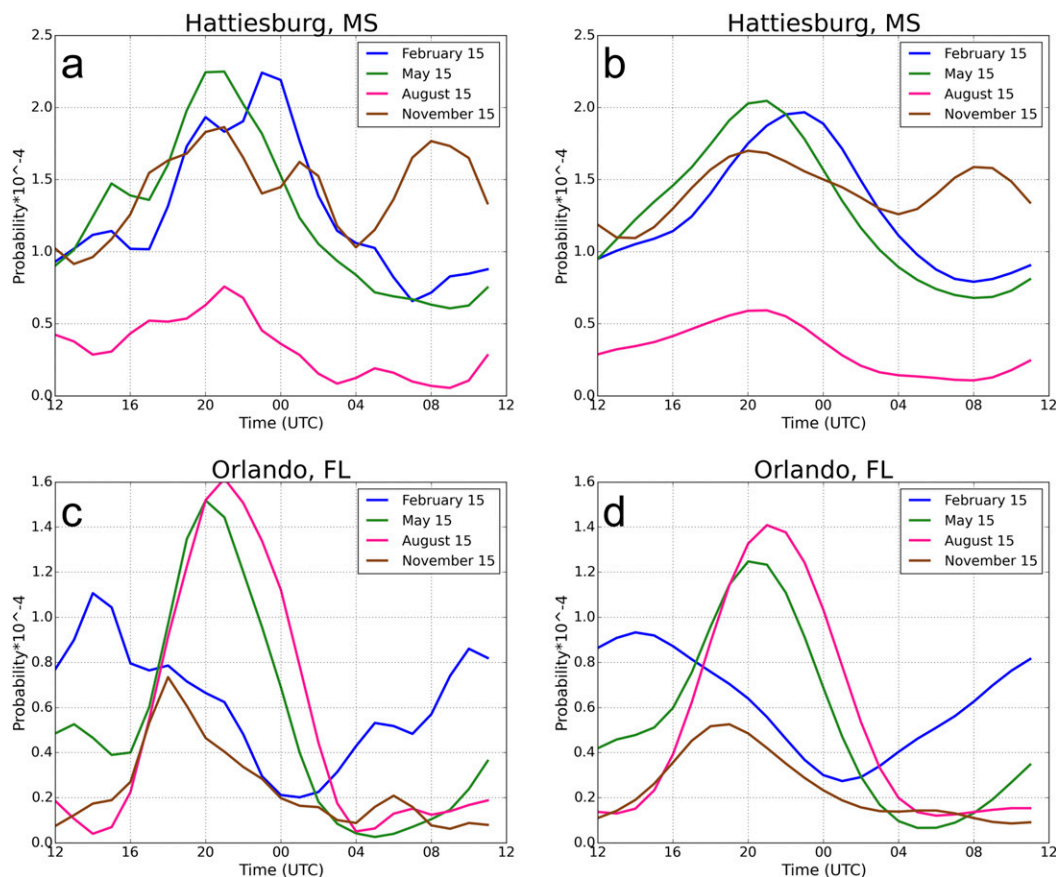 Hattiesburg, MS
a
February 15
May 15
August 15
November 15
Probability*10^-4
2.5
2.0
1.5
1.0
0.5
0.0
12 16 20 00 04 08 12
Time (UTC)
Hattiesburg, MS
b
February 15
May 15
August 15
November 15
Probability*10^-4
2.5
2.0
1.5
1.0
0.5
0.0
12 16 20 00 04 08 12
Time (UTC)
Orlando, FL
c
February 15
May 15
August 15
November 15
Probability*10^-4
1.6
1.4
1.2
1.0
0.8
0.6
0.4
0.2
0.0
12 16 20 00 04 08 12
Time (UTC)
Orlando, FL
d
February 15
May 15
August 15
November 15
Probability*10^-4
1.6
1.4
1.2
1.0
0.8
0.6
0.4
0.2
0.0
12 16 20 00 04 08 12
Time (UTC)